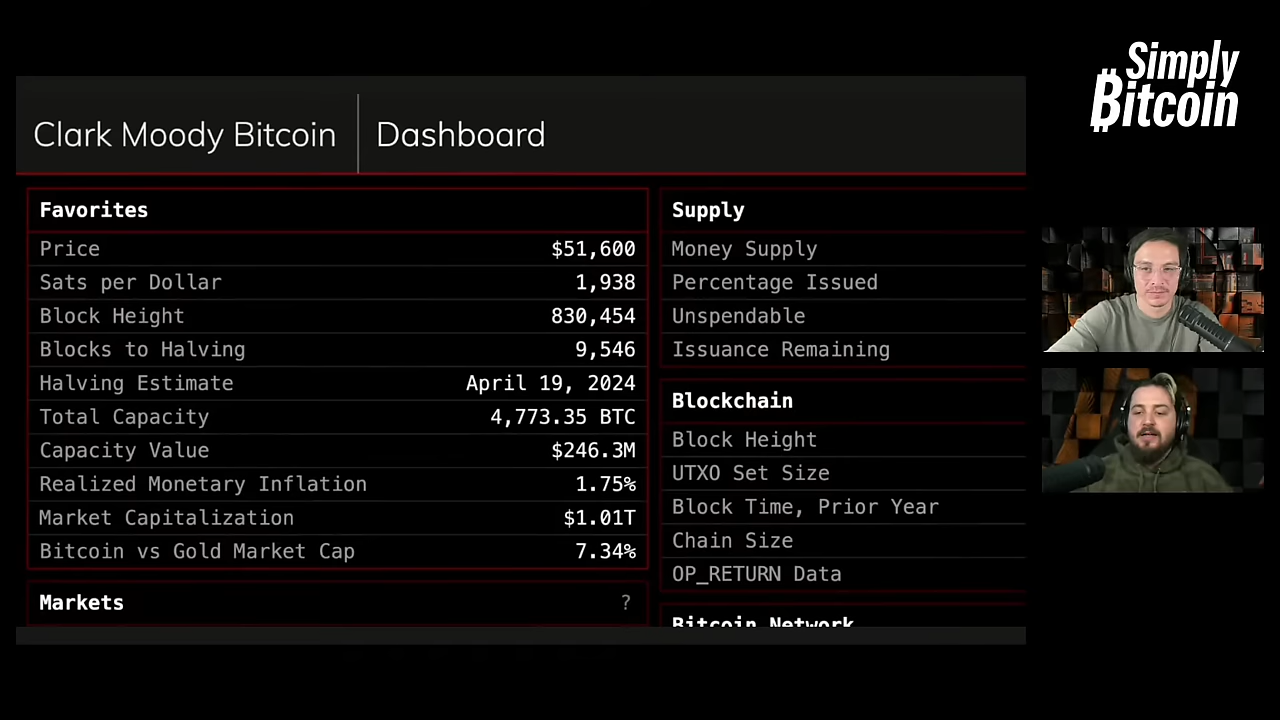 Simply
Bitcoin
Clark Moody Bitcoin
Dashboard
Favorites
Price $51,600
Sats per Dollar 1,938
Block Height 830,454
Blocks to Halving 9,546
Halving Estimate April 19, 2024
Total Capacity 4,773.35 BTC
Capacity Value $246.3M
Realized Monetary Inflation 1.75%
Market Capitalization $1.01T
Bitcoin vs Gold Market Cap 7.34%
Markets ?
Supply
Money Supply
Percentage Issued
Unspendable
Issuance Remaining
Blockchain
Block Height
UTXO Set Size
Block Time, Prior Year
Chain Size
OP_RETURN Data
Bitcoin Network